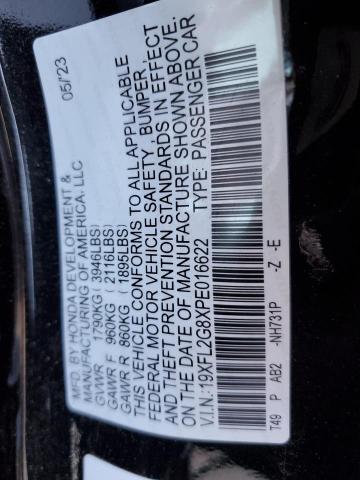 MFD. BY HONDA DEVELOPMENT & 05/23
MANUFACTURING OF AMERICA, LLC
GVWR 1790KG (3946LBS)
GAWR F 960KG (2116LBS)
GAWR R 860KG (1895LBS)
THIS VEHICLE CONFORMS TO ALL APPLICABLE
FEDERAL MOTOR VEHICLE SAFETY, BUMPER,
AND THEFT PREVENTION STANDARDS IN EFFECT
ON THE DATE OF MANUFACTURE SHOWN ABOVE.
V.I.N.: 19XFL2G8XPE016622 TYPE: PASSENGER CAR
T49 P AB2 -NH731P -Z -E